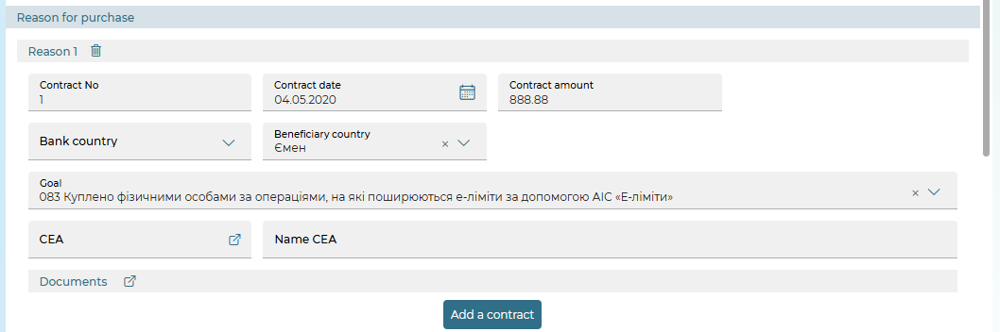 Reason for purchase
Reason 1
Contract No
1
Contract date
04.05.2020
Contract amount
888.88
Bank country
Beneficiary country
Ємен
Goal
083 Куплено фізичними особами за операціями, на які поширюються е-ліміти за допомогою АІС «Е-ліміти»
CEA
Name CEA
Documents
Add a contract